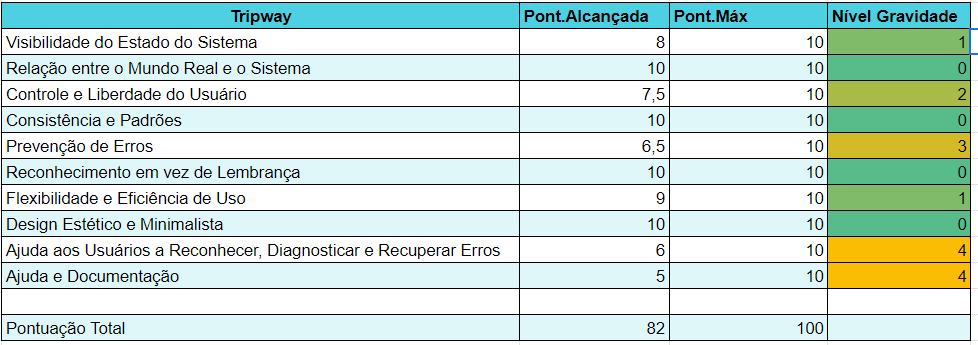 Tripway Pont.Alcançada Pont.Máx Nível Gravidade
Visibilidade do Estado do Sistema 8 10 1
Relação entre o Mundo Real e o Sistema 10 10 0
Controle e Liberdade do Usuário 7,5 10 2
Consistência e Padrões 10 10 0
Prevenção de Erros 6,5 10 3
Reconhecimento em vez de Lembrança 10 10 0
Flexibilidade e Eficiência de Uso 9 10 1
Design Estético e Minimalista 10 10 0
Ajuda aos Usuários a Reconhecer, Diagnosticar e Recuperar Erros 6 10 4
Ajuda e Documentação 5 10 4
Pontuação Total 82 100